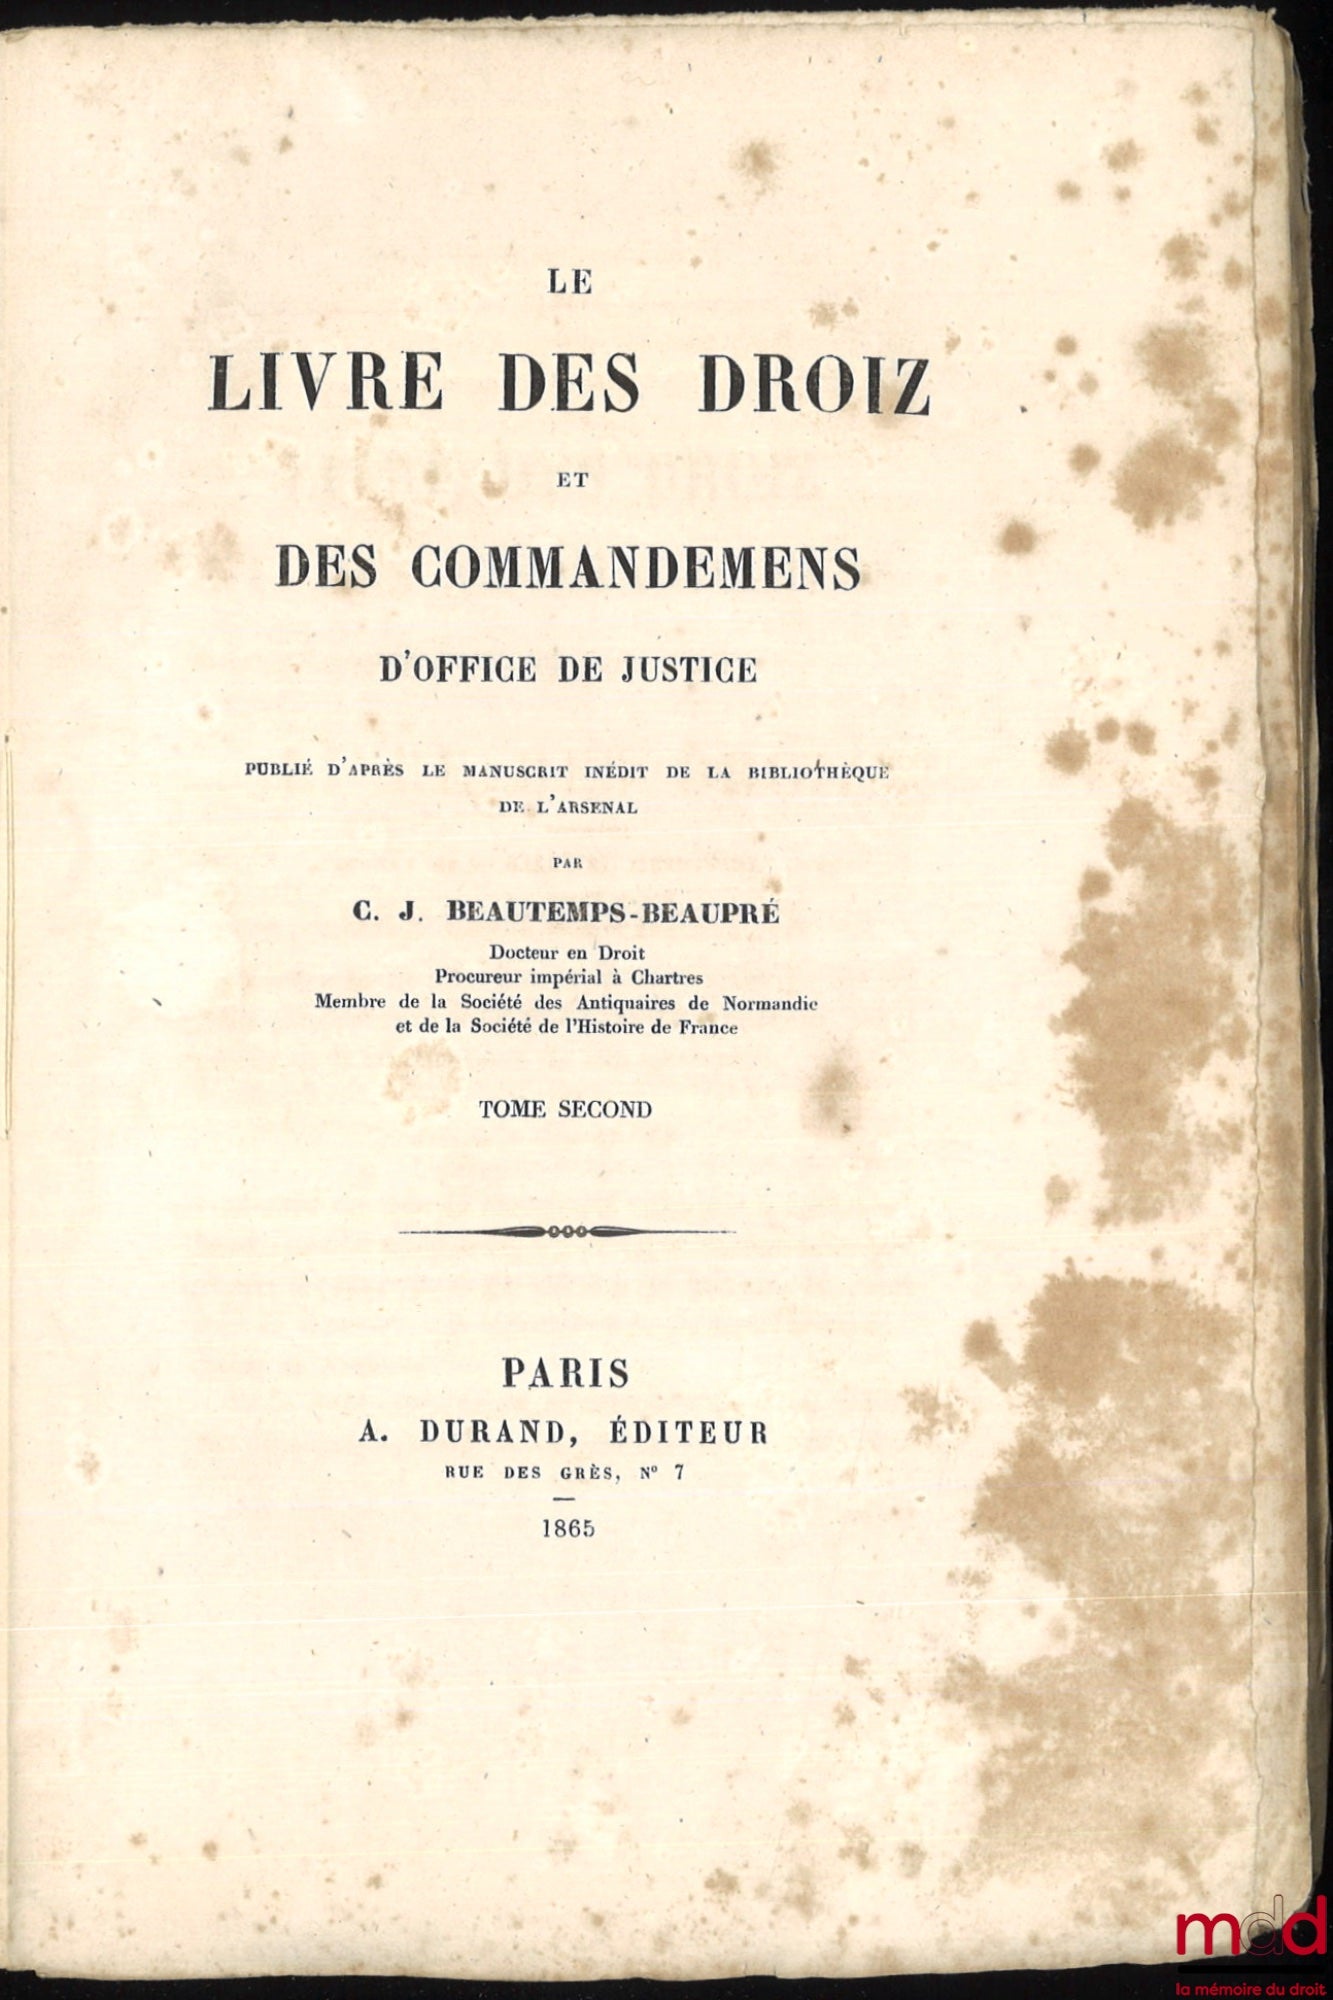 LE
LIVRE DES DROIZ
ET
DES COMMANDEMENS
D'OFFICE DE JUSTICE
PUBLIÉ D'APRÈS LE MANUSCRIT INÉDIT DE LA BIBLIOTHÈQUE
DE L'ARSENAL
PAR
C. J. BEAUTEMPS-BEAUPRÉ
Docteur en Droit
Procureur impérial à Chartres
Membre de la Société des Antiquaires de Normandie
et de la Société de l'Histoire de France
TOME SECOND
PARIS
A. DURAND, ÉDITEUR
RUE DES GRÈS, Nº 7
1865
mdd
la mémoire du droit